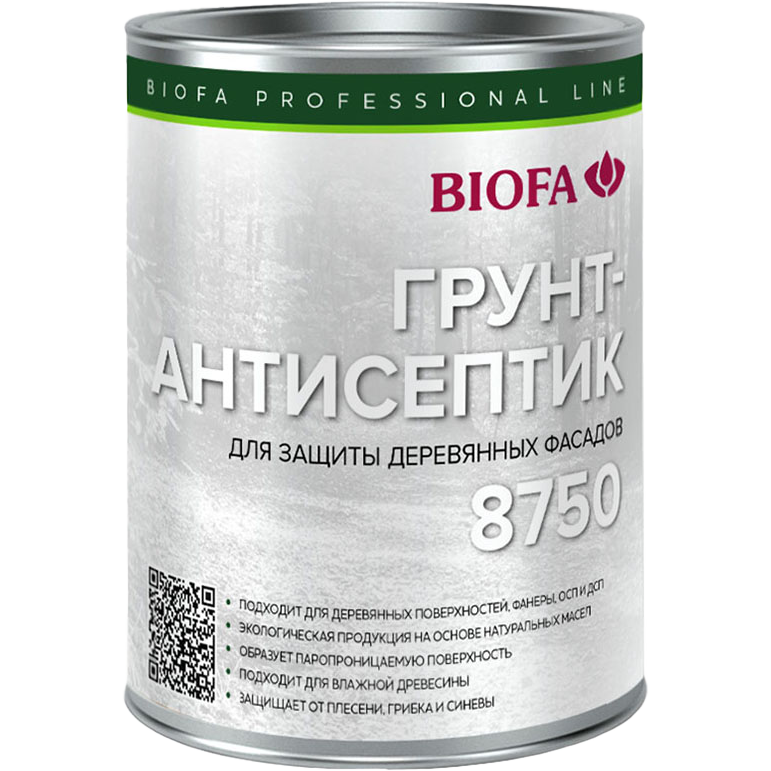 BIOFA PROFESSIONAL LINE
BIOFA
ГРУНТ-
АНТИСЕПТИК
ДЛЯ ЗАЩИТЫ ДЕРЕВЯННЫХ ФАСАДОВ
8750
• ПОДХОДИТ ДЛЯ ДЕРЕВЯННЫХ ПОВЕРХНОСТЕЙ, ФАНЕРЫ, ОСП И ДСП
• ЭКОЛОГИЧЕСКАЯ ПРОДУКЦИЯ НА ОСНОВЕ НАТУРАЛЬНЫХ МАСЕЛ
• ОБРАЗУЕТ ПАРОПРОНИЦАЕМУЮ ПОВЕРХНОСТЬ
• ПОДХОДИТ ДЛЯ ВЛАЖНОЙ ДРЕВЕСИНЫ
• ЗАЩИЩАЕТ ОТ ПЛЕСЕНИ, ГРИБКА И СИНЕВЫ